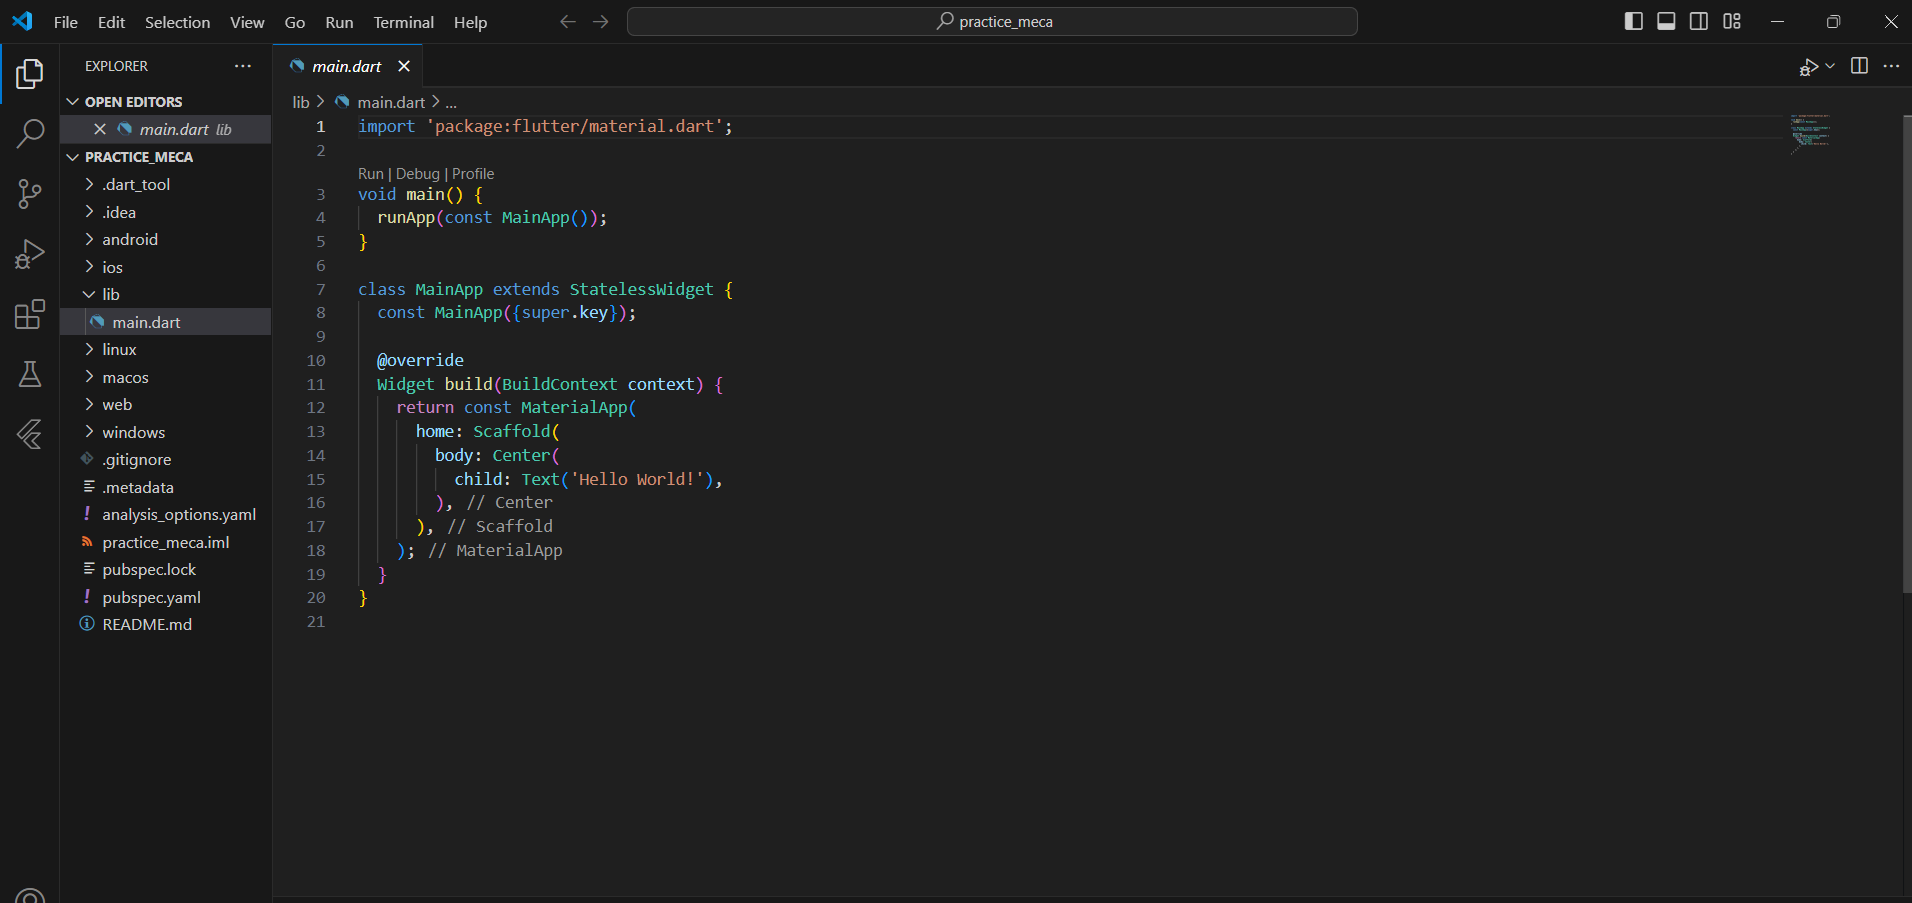 File Edit Selection View Go Run Terminal Help
practice_meca
EXPLORER
OPEN EDITORS
main.dart lib
PRACTICE_MECA
.dart_tool
.idea
android
ios
lib
main.dart
linux
macos
web
windows
.gitignore
.metadata
analysis_options.yaml
practice_meca.iml
pubspec.lock
pubspec.yaml
README.md
main.dart
lib > main.dart > ...
1 import 'package:flutter/material.dart';
2
Run | Debug | Profile
3 void main() {
4   runApp(const MainApp());
5 }
6
7 class MainApp extends StatelessWidget {
8   const MainApp({super.key});
9
10   @override
11   Widget build(BuildContext context) {
12     return const MaterialApp(
13       home: Scaffold(
14         body: Center(
15           child: Text('Hello World!'),
16         ), // Center
17       ), // Scaffold
18     ); // MaterialApp
19   }
20 }
21